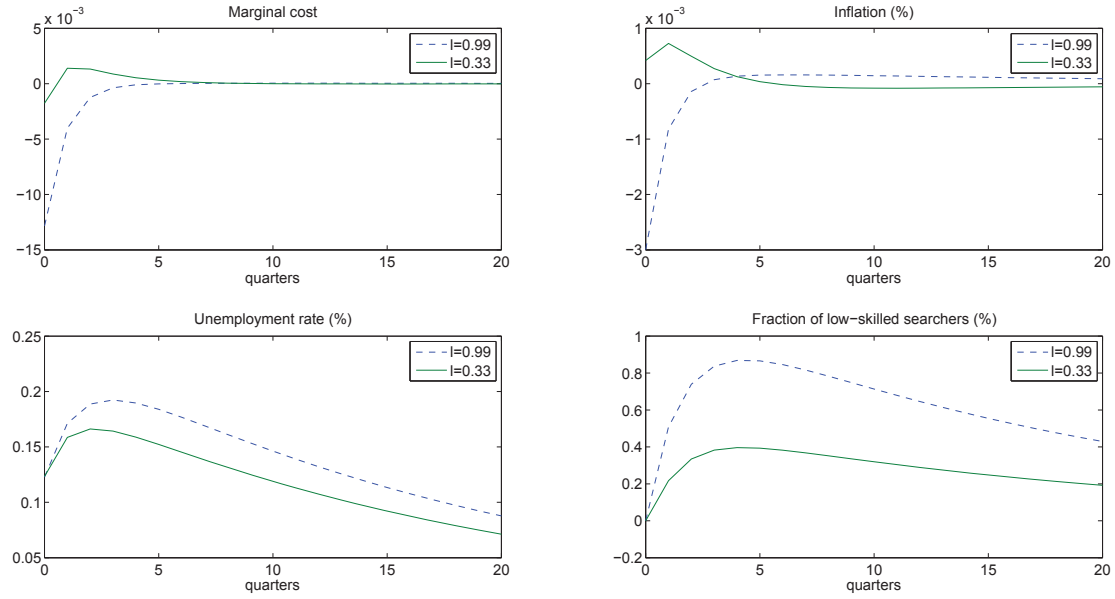 Marginal cost
x 10⁻³
5
0
−5
−10
−15
0 5 10 15 20
quarters
l=0.99
l=0.33
Inflation (%)
x 10⁻³
1
0
−1
−2
−3
0 5 10 15 20
quarters
l=0.99
l=0.33
Unemployment rate (%)
0.25
0.2
0.15
0.1
0.05
0 5 10 15 20
quarters
l=0.99
l=0.33
Fraction of low−skilled searchers (%)
1
0.8
0.6
0.4
0.2
0
−0.2
0 5 10 15 20
quarters
l=0.99
l=0.33